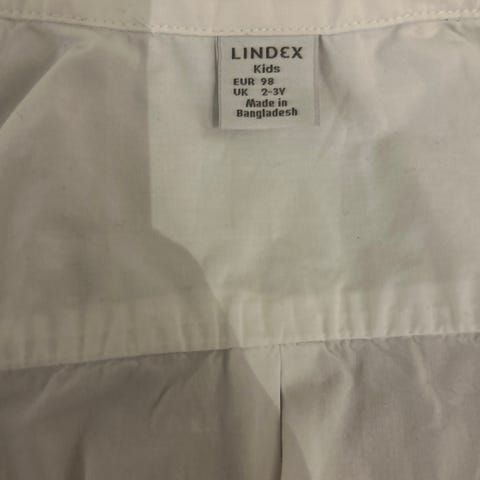 LINDEX
Kids
EUR 98
UK 2-3Y
Made in
Bangladesh